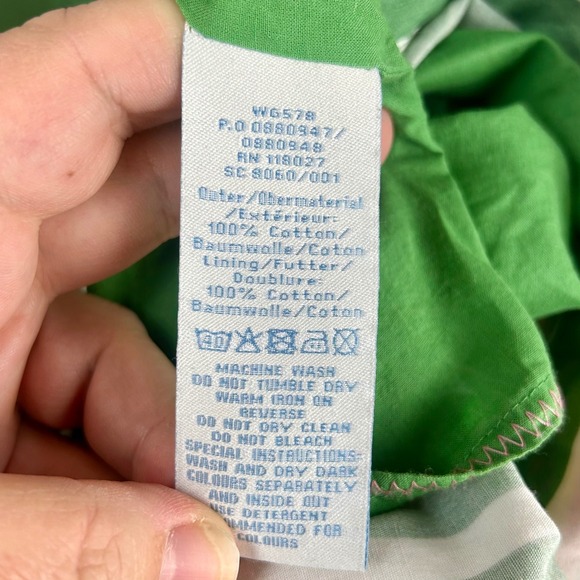 WG578
P.O 0880947/
0880948
RN 118027
SC 8060/001
Outer/Obermaterial
/Extérieur:
100% Cotton/
Baumwolle/Coton
Lining/Futter/
Doublure:
100% Cotton/
Baumwolle/Coton
40
MACHINE WASH
DO NOT TUMBLE DRY
WARM IRON ON
REVERSE
DO NOT DRY CLEAN
DO NOT BLEACH
SPECIAL INSTRUCTIONS:
WASH AND DRY DARK
COLOURS SEPARATELY
AND INSIDE OUT
USE DETERGENT
FOR
COLOURS